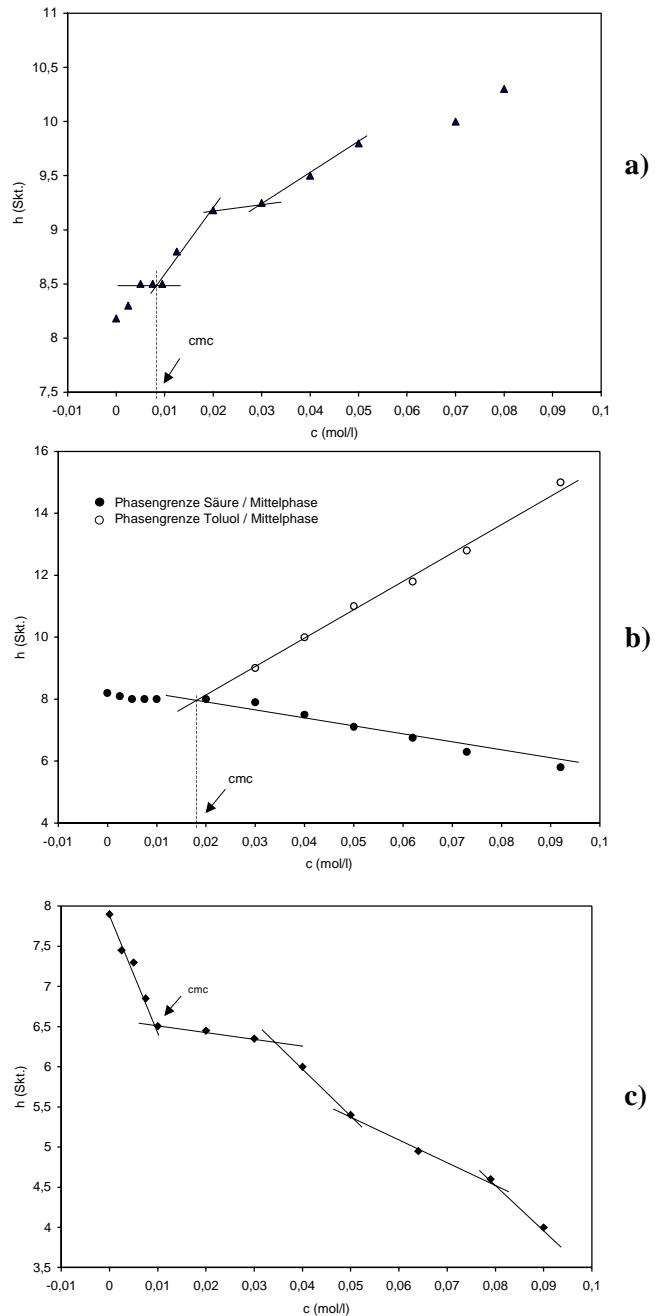 11
10,5
10
9,5
9
8,5
8
7,5
h (Skt.)
cmc
-0,01 0 0,01 0,02 0,03 0,04 0,05 0,06 0,07 0,08 0,09 0,1
c (mol/l)
a)
16
14
12
10
8
6
4
h (Skt.)
Phasengrenze Säure / Mittelphase
Phasengrenze Toluol / Mittelphase
cmc
-0,01 0 0,01 0,02 0,03 0,04 0,05 0,06 0,07 0,08 0,09 0,1
c (mol/l)
b)
8
7,5
7
6,5
6
5,5
5
4,5
4
3,5
h (Skt.)
cmc
-0,01 0 0,01 0,02 0,03 0,04 0,05 0,06 0,07 0,08 0,09 0,1
c (mol/l)
c)